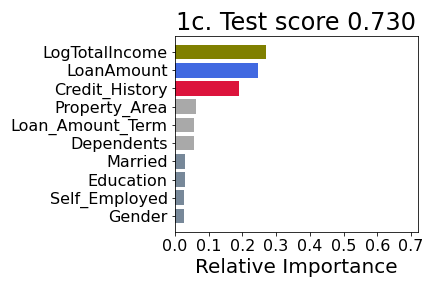 1c. Test score 0.730
LogTotalIncome
LoanAmount
Credit_History
Property_Area
Loan_Amount_Term
Dependents
Married
Education
Self_Employed
Gender
0.0 0.1 0.2 0.3 0.4 0.5 0.6 0.7
Relative Importance